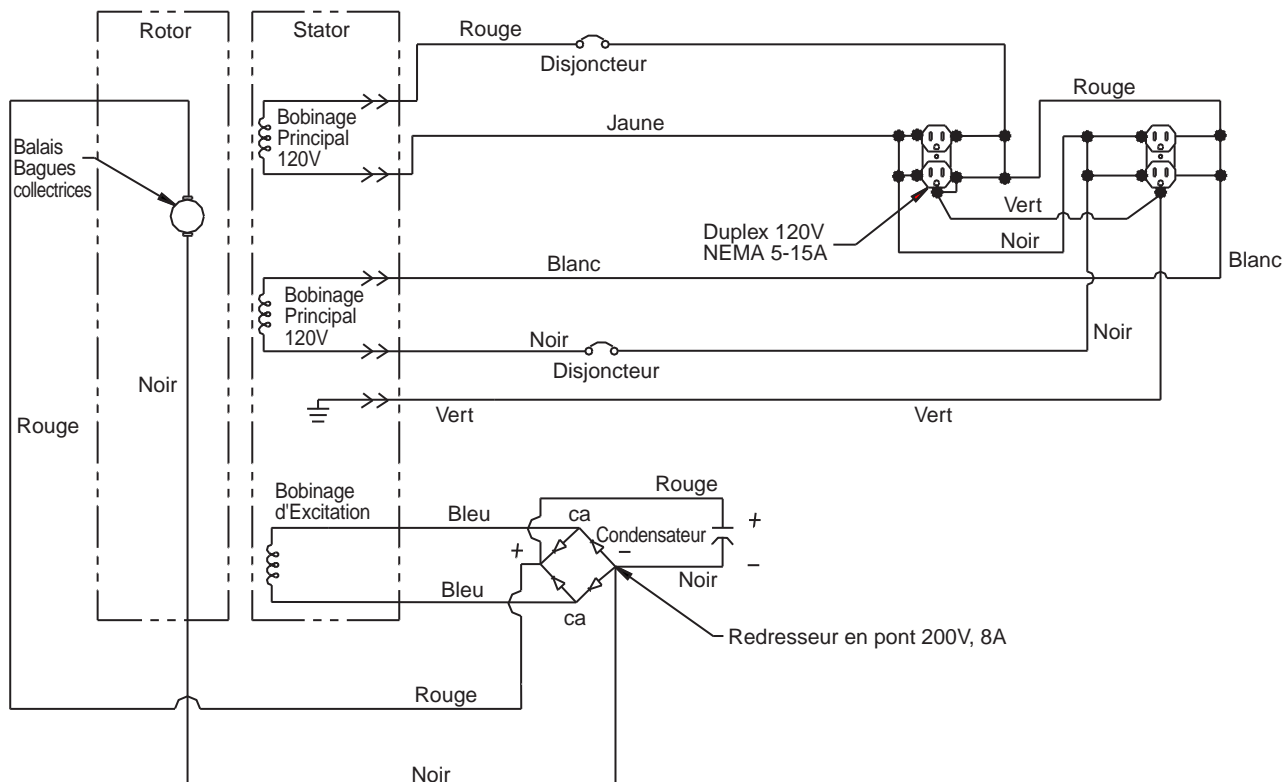 Rotor
Stator
Rouge
Disjoncteur
Rouge
Bobinage
Principal
120V
Jaune
Balais
Bagues
collectrices
Vert
Duplex 120V
NEMA 5-15A
Noir
Blanc
Blanc
Bobinage
Principal
120V
Noir
Disjoncteur
Noir
Noir
Vert
Vert
Rouge
Bobinage
d'Excitation
Rouge
Bleu
ca
Condensateur
+
+
–
–
Noir
Bleu
ca
Redresseur en pont 200V, 8A
Rouge
Noir